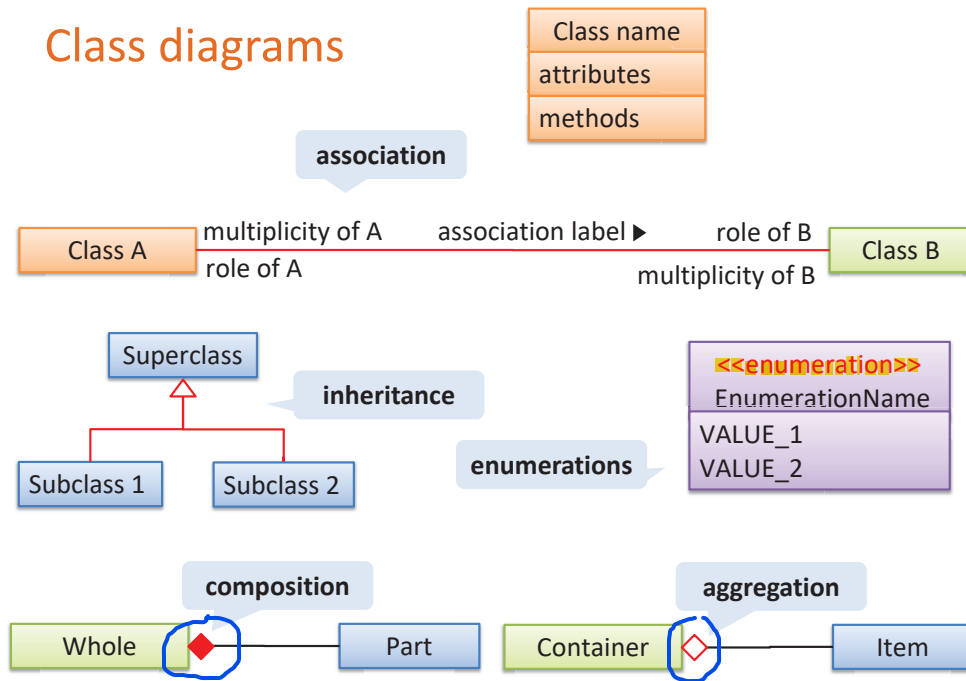 Class diagrams
Class name
attributes
methods
association
multiplicity of A
association label ▶
role of B
Class A
Class B
role of A
multiplicity of B
Superclass
inheritance
<<enumeration>>
EnumerationName
VALUE_1
VALUE_2
enumerations
Subclass 1
Subclass 2
composition
aggregation
Whole
Part
Container
Item